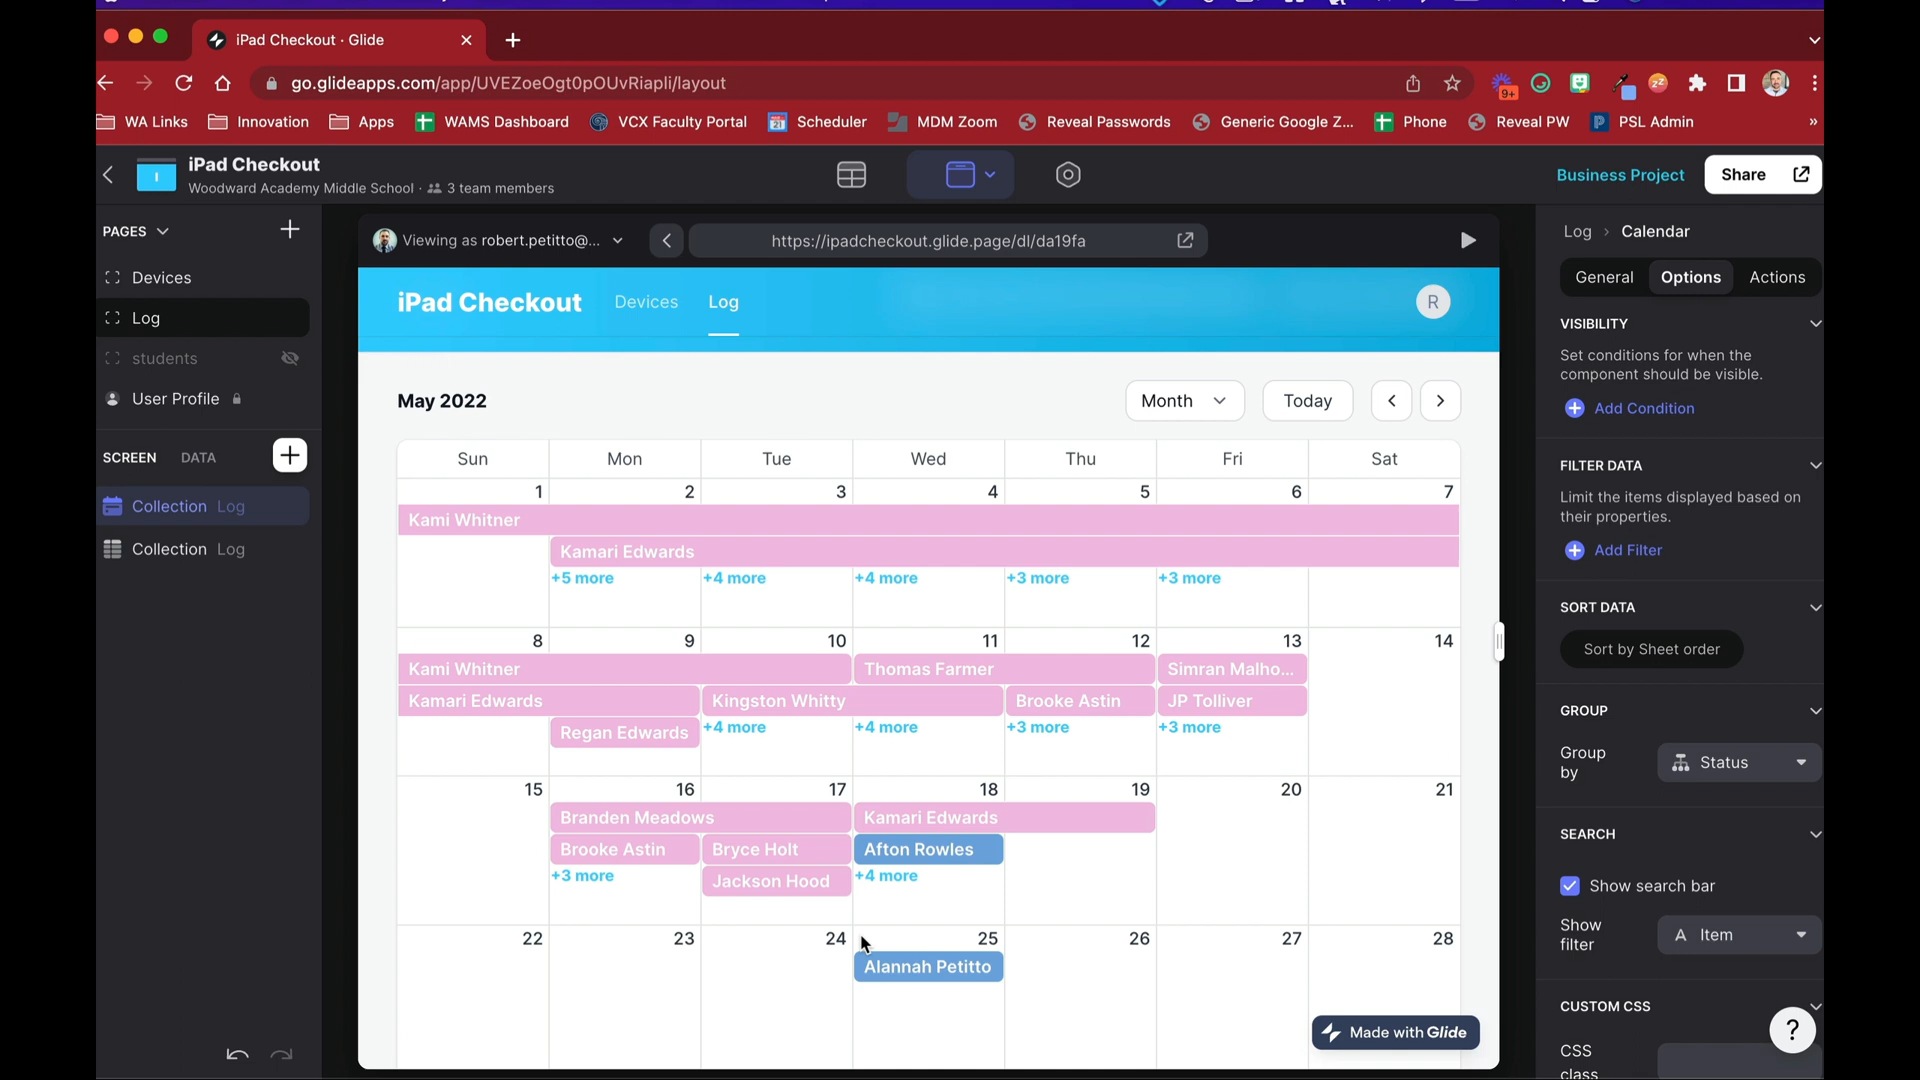 iPad Checkout · Glide
go.glideapps.com/app/UVEZoeOgt0pOUvRiapli/layout
9+
WA Links Innovation Apps WAMS Dashboard VCX Faculty Portal Scheduler MDM Zoom Reveal Passwords Generic Google Z... Phone Reveal PW PSL Admin »
I iPad Checkout
Woodward Academy Middle School · 3 team members
Business Project Share
PAGES
Devices
Log
students
User Profile
SCREEN DATA
Collection Log
Collection Log
Viewing as robert.petitto@... https://ipadcheckout.glide.page/dl/da19fa
iPad Checkout Devices Log R
May 2022 Month Today
Sun Mon Tue Wed Thu Fri Sat
1 2 3 4 5 6 7
Kami Whitner
Kamari Edwards
+5 more +4 more +4 more +3 more +3 more
8 9 10 11 12 13 14
Kami Whitner Thomas Farmer Simran Malho...
Kamari Edwards Kingston Whitty Brooke Astin JP Tolliver
Regan Edwards +4 more +4 more +3 more +3 more
15 16 17 18 19 20 21
Branden Meadows Kamari Edwards
Brooke Astin Bryce Holt Afton Rowles
+3 more Jackson Hood +4 more
22 23 24 25 26 27 28
Alannah Petitto
Made with Glide
Log › Calendar
General Options Actions
VISIBILITY
Set conditions for when the
component should be visible.
Add Condition
FILTER DATA
Limit the items displayed based on
their properties.
Add Filter
SORT DATA
Sort by Sheet order
GROUP
Group
by
Status
SEARCH
Show search bar
Show
filter
A Item
CUSTOM CSS
CSS
class
?